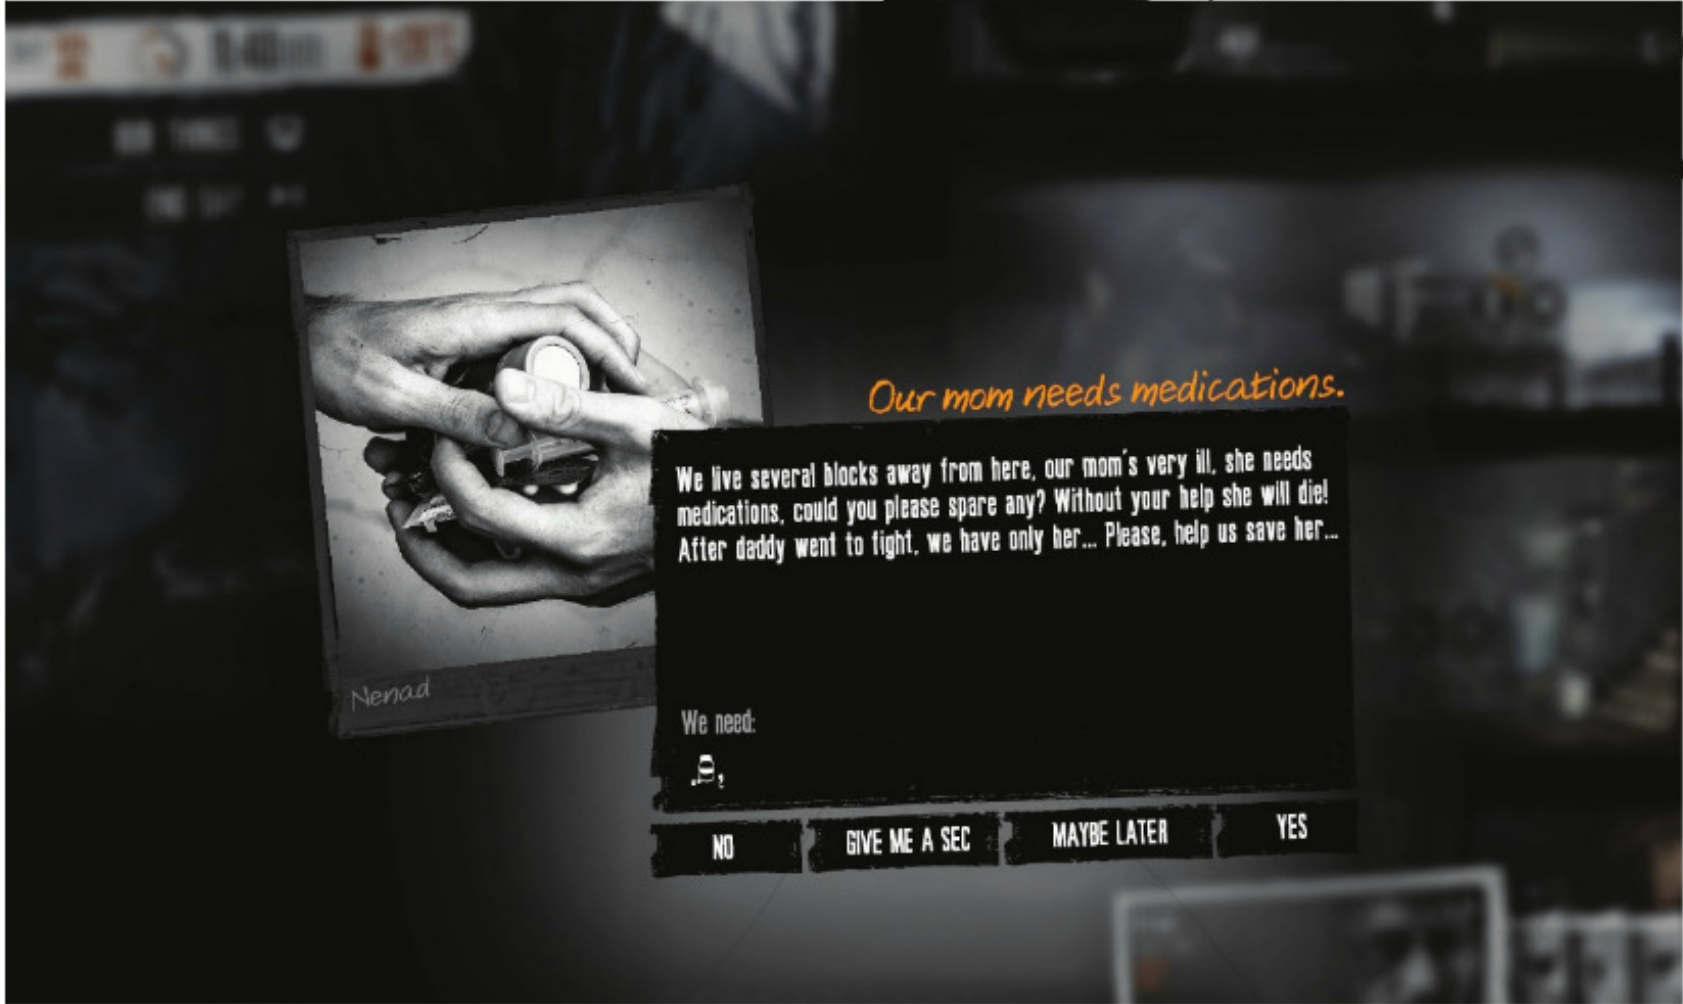 Our mom needs medications.
We live several blocks away from here, our mom's very ill, she needs
medications, could you please spare any? Without your help she will die!
After daddy went to fight, we have only her... Please, help us save her...
Nenad
We need:
NO
GIVE ME A SEC
MAYBE LATER
YES